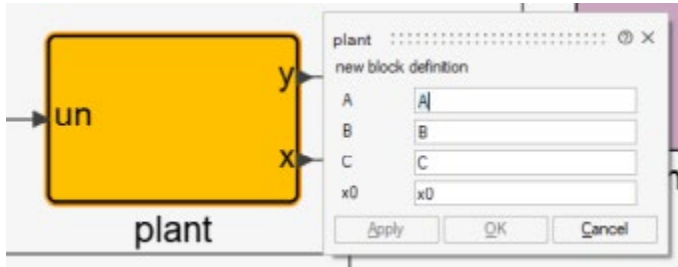 un
y
x
plant
plant
new block definition
A A
B B
C C
x0 x0
Apply OK Cancel